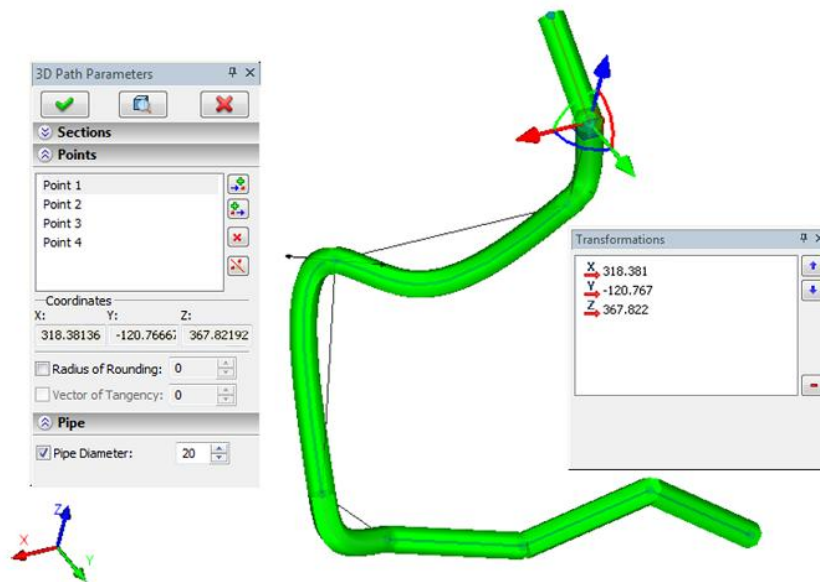 3D Path Parameters
Sections
Points
Point 1
Point 2
Point 3
Point 4
Coordinates
X: Y: Z:
318.38136 -120.76667 367.82192
Radius of Rounding: 0
Vector of Tangency: 0
Pipe
Pipe Diameter: 20
Transformations
X 318.381
Y -120.767
Z 367.822
Z
X
Y